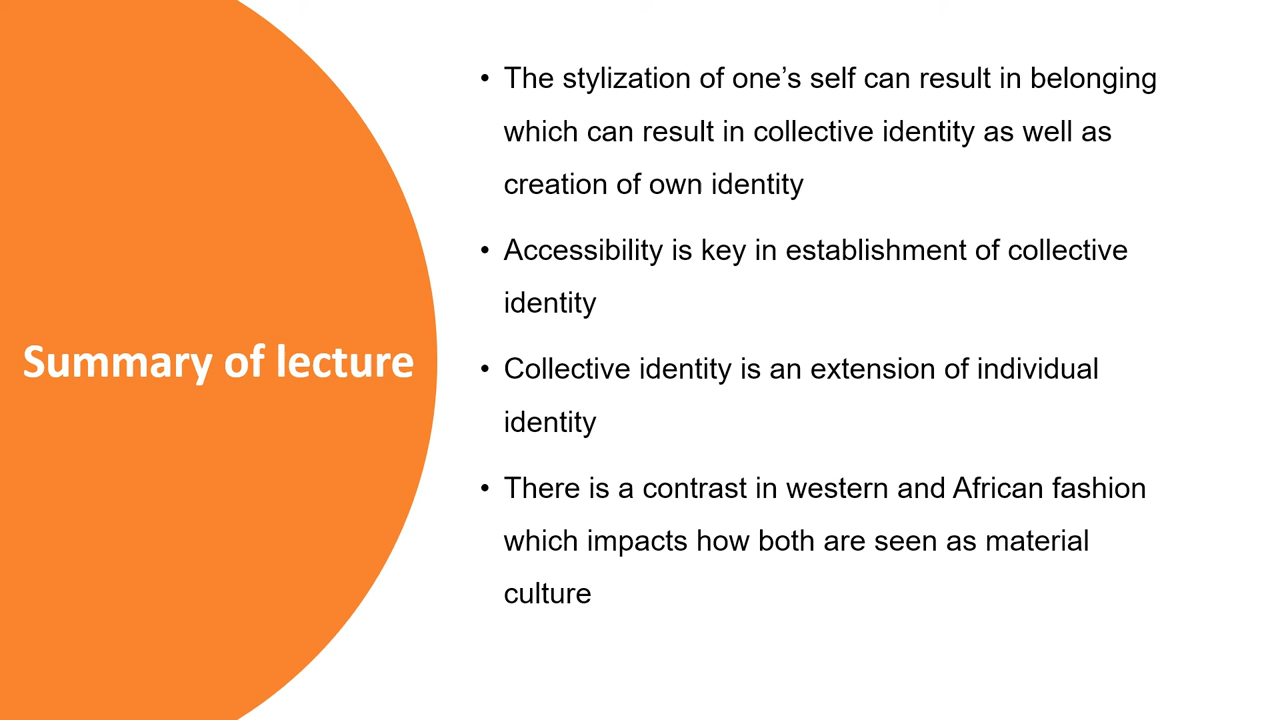 Summary of lecture
• The stylization of one’s self can result in belonging
which can result in collective identity as well as
creation of own identity
• Accessibility is key in establishment of collective
identity
• Collective identity is an extension of individual
identity
• There is a contrast in western and African fashion
which impacts how both are seen as material
culture